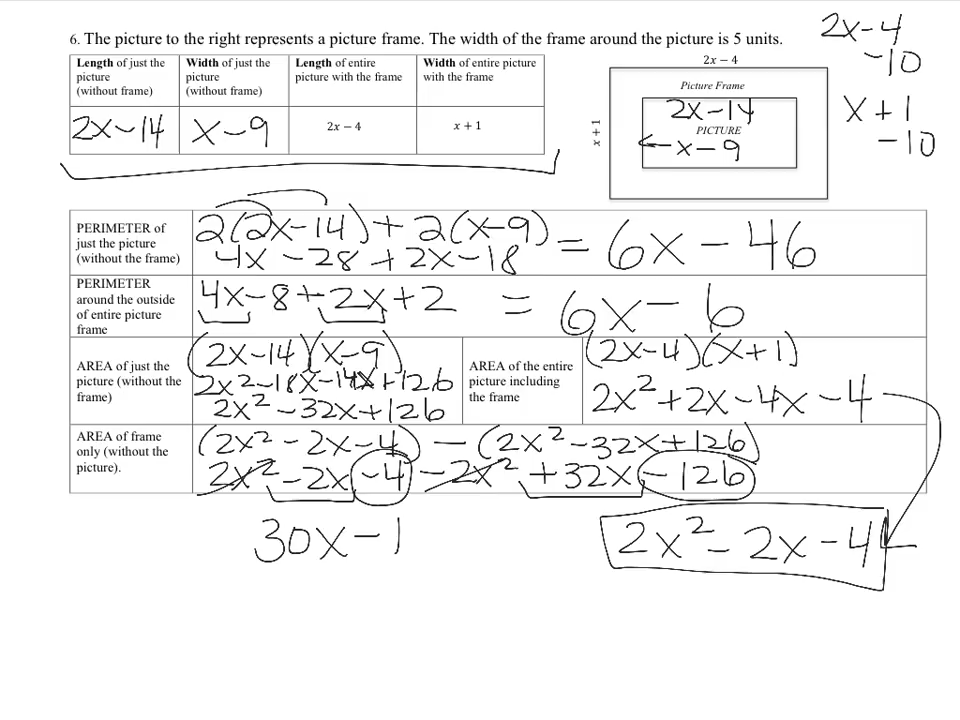 6. The picture to the right represents a picture frame. The width of the frame around the picture is 5 units.
2x-4
-10
x+1
-10
Length of just the picture (without frame)
Width of just the picture (without frame)
Length of entire picture with the frame
Width of entire picture with the frame
2x-14
x-9
2x – 4
x + 1
2x – 4
Picture Frame
2x-14
PICTURE
←x-9
x + 1
PERIMETER of just the picture (without the frame)
2(2x-14)+2(x-9)
4x-28+2x-18
=6x-46
PERIMETER around the outside of entire picture frame
4x-8+2x+2
=6x-6
AREA of just the picture (without the frame)
(2x-14)(x-9)
2x²-18x-14x+126
2x²-32x+126
AREA of the entire picture including the frame
(2x-4)(x+1)
2x²+2x-4x-4
AREA of frame only (without the picture).
(2x²-2x-4)-(2x²-32x+126)
2x²-2x-4-2x²+32x-126
30x-1
2x²-2x-4